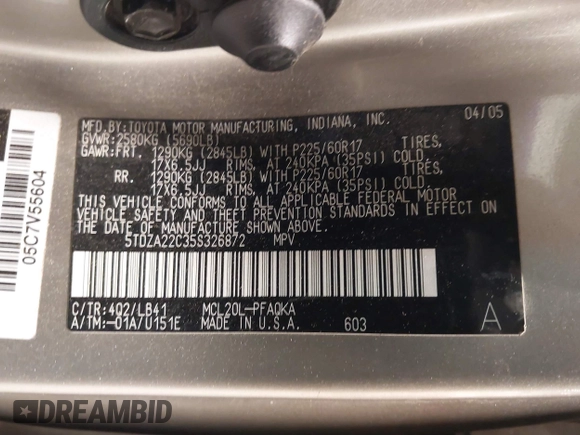 MFD.BY:TOYOTA MOTOR MANUFACTURING, INDIANA, INC. 04/05
GVWR:2580KG (5690LB)
GAWR:FRT. 1290KG (2845LB) WITH P225/60R17 TIRES,
17X6.5JJ RIMS, AT 240KPA (35PSI) COLD.
RR. 1290KG (2845LB) WITH P225/60R17 TIRES,
17X6.5JJ RIMS, AT 240KPA (35PSI) COLD.
THIS VEHICLE CONFORMS TO ALL APPLICABLE FEDERAL MOTOR
VEHICLE SAFETY AND BUMPER STANDARDS IN EFFECT ON
THE DATE OF MANUFACTURE SHOWN ABOVE.
5TDZA22C35S326872 MPV
C/TR:4Q2/LB41 MCL20L-PFAQKA
A/TM:-01A/U151E MADE IN U.S.A. 603 A
05C7V55604
DREAMBID